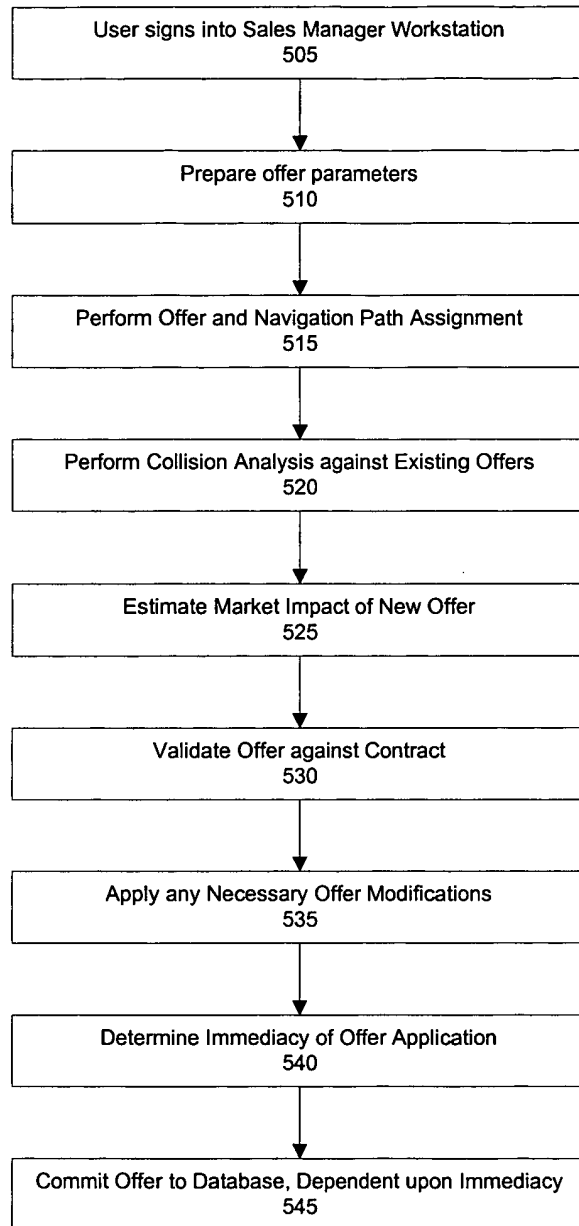 User signs into Sales Manager Workstation
505
Prepare offer parameters
510
Perform Offer and Navigation Path Assignment
515
Perform Collision Analysis against Existing Offers
520
Estimate Market Impact of New Offer
525
Validate Offer against Contract
530
Apply any Necessary Offer Modifications
535
Determine Immediacy of Offer Application
540
Commit Offer to Database, Dependent upon Immediacy
545